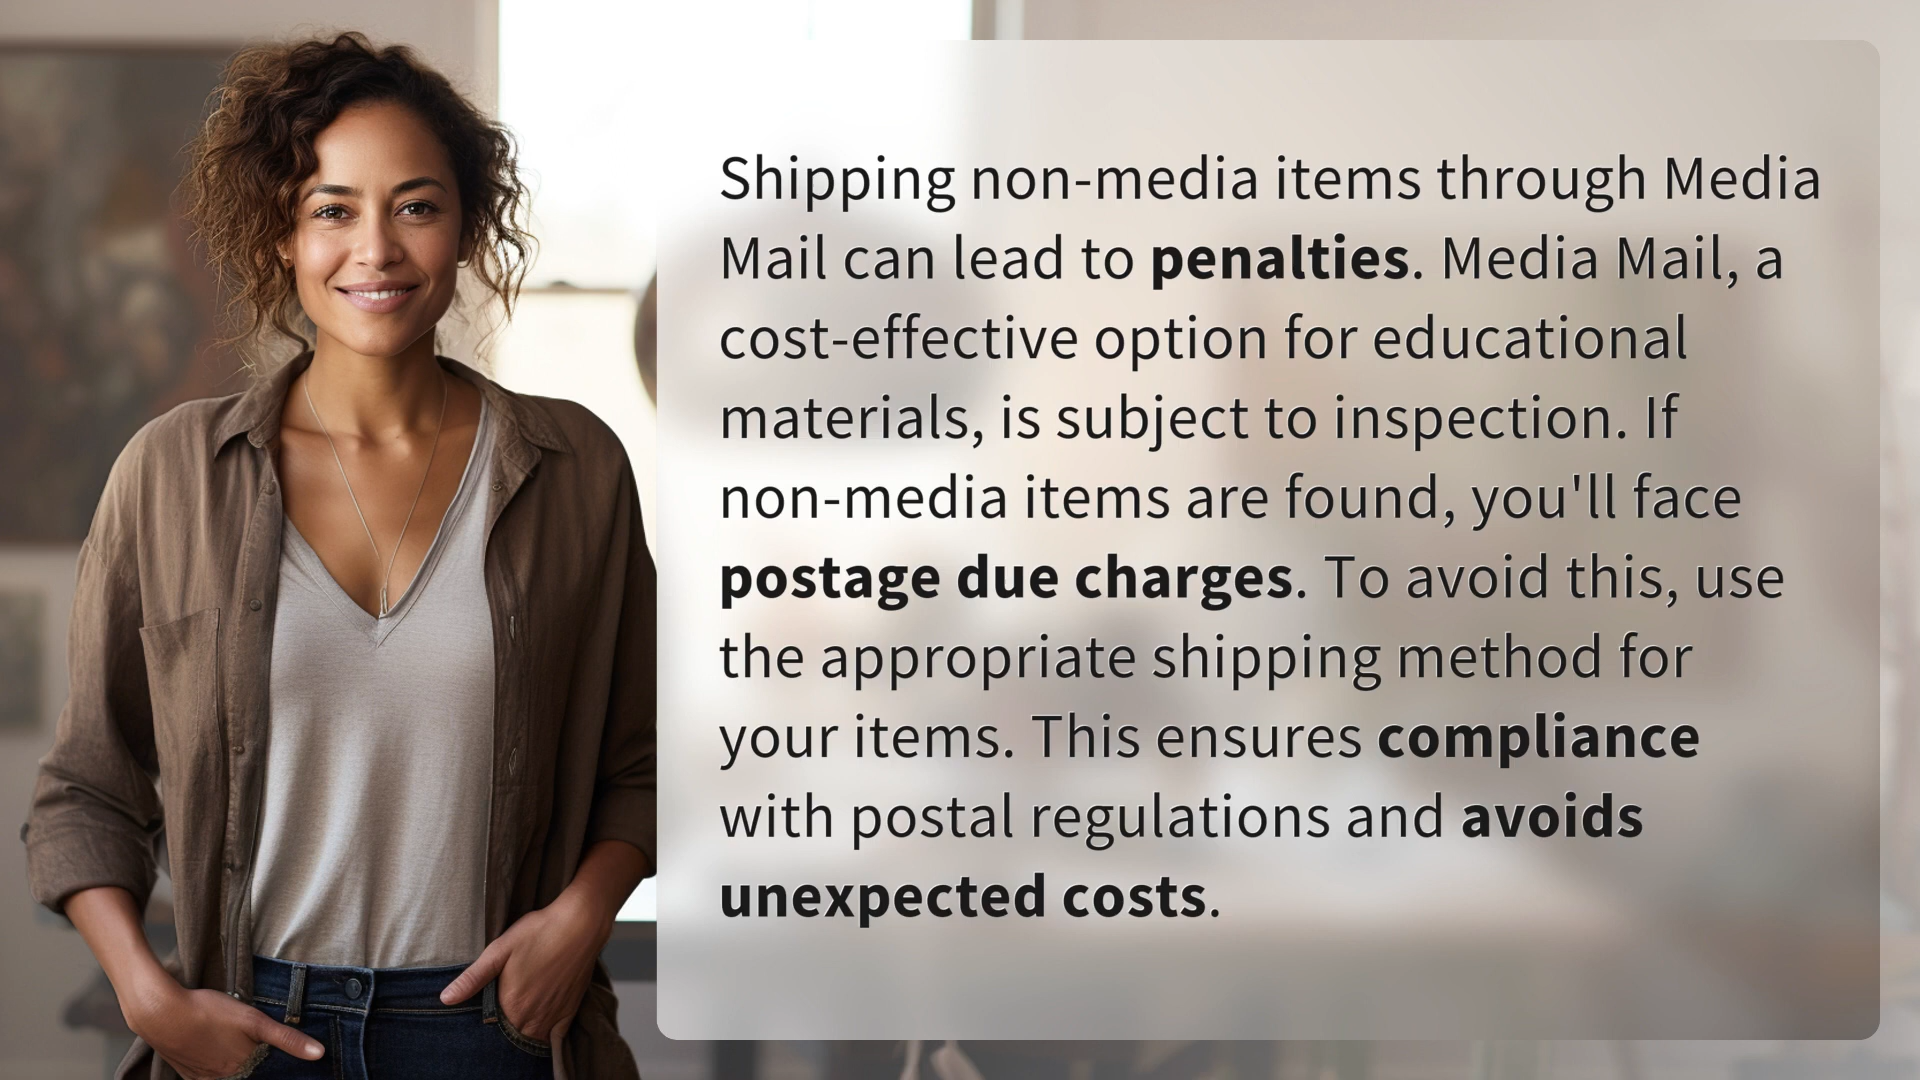 Shipping non-media items through Media
Mail can lead to penalties. Media Mail, a
cost-effective option for educational
materials, is subject to inspection. If
non-media items are found, you'll face
postage due charges. To avoid this, use
the appropriate shipping method for
your items. This ensures compliance
with postal regulations and avoids
unexpected costs.